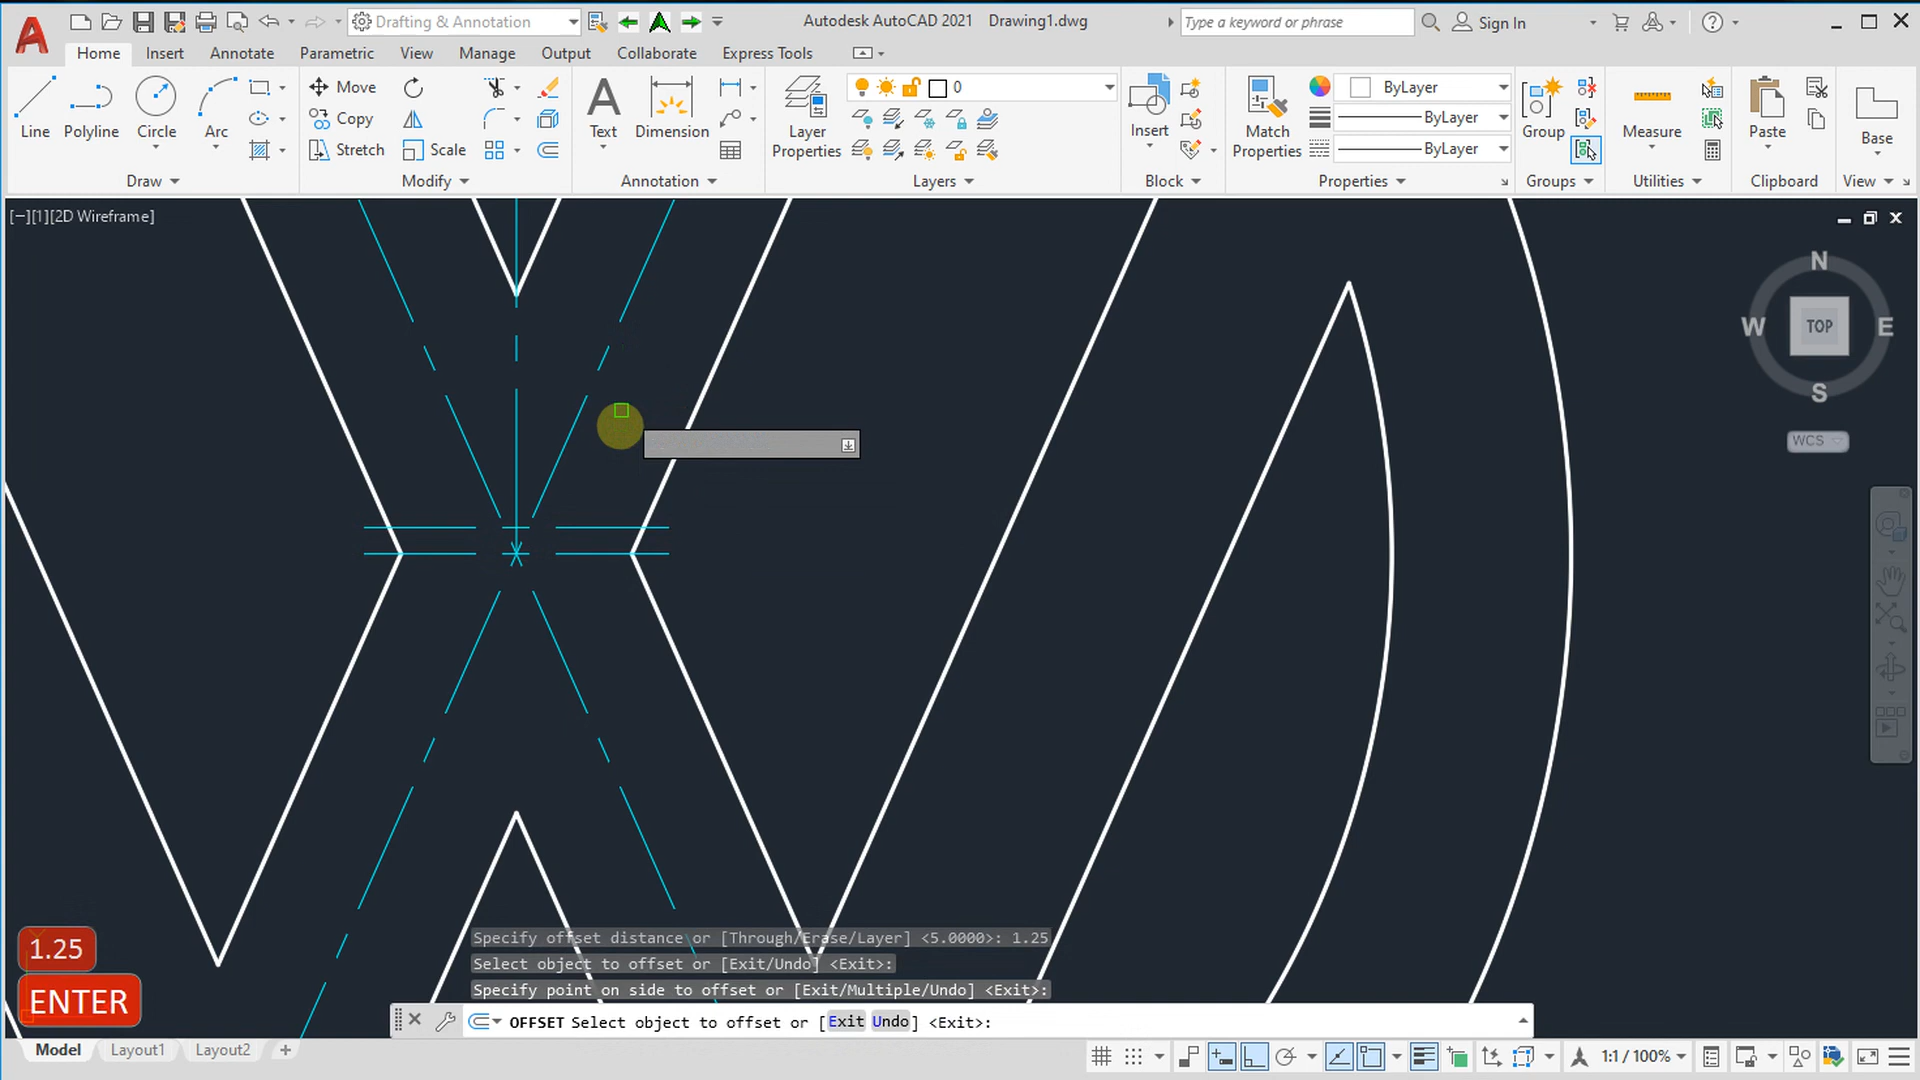 Drafting & Annotation
Autodesk AutoCAD 2021 Drawing1.dwg
Type a keyword or phrase
Sign In
Home Insert Annotate Parametric View Manage Output Collaborate Express Tools
Line Polyline Circle Arc
Move
Copy
Stretch Scale
Text Dimension
Layer Properties
0
Insert
Match Properties
ByLayer
ByLayer
ByLayer
Group
Measure
Paste
Base
Draw Modify Annotation Layers Block Properties Groups Utilities Clipboard View
[−][1][2D Wireframe]
N
W TOP E
S
WCS
1.25
ENTER
Specify offset distance or [Through/Erase/Layer] <5.0000>: 1.25
Select object to offset or [Exit/Undo] <Exit>:
Specify point on side to offset or [Exit/Multiple/Undo] <Exit>:
OFFSET Select object to offset or [Exit Undo] <Exit>:
Model Layout1 Layout2 +
1:1 / 100%